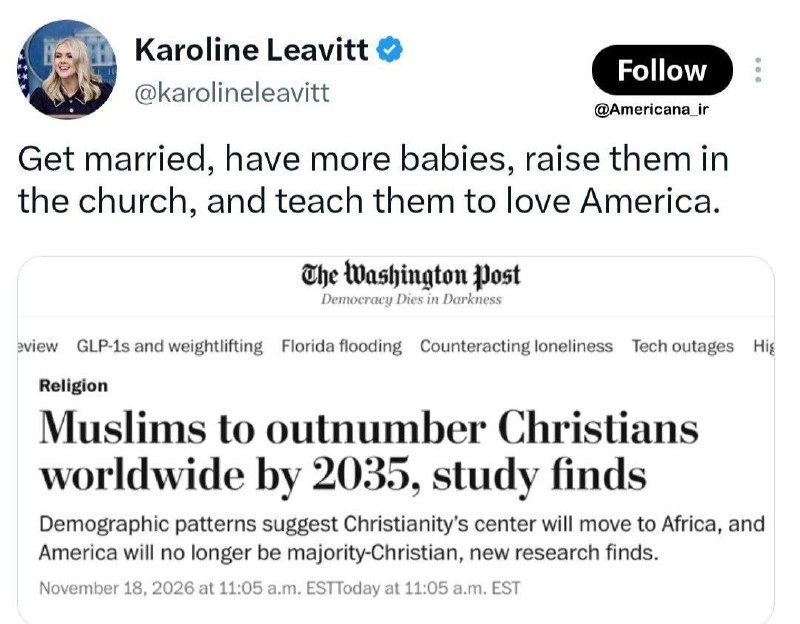 Karoline Leavitt
@karolineleavitt
Follow
@Americana_ir
Get married, have more babies, raise them in
the church, and teach them to love America.
The Washington Post
Democracy Dies in Darkness
eview GLP-1s and weightlifting Florida flooding Counteracting loneliness Tech outages Hig
Religion
Muslims to outnumber Christians
worldwide by 2035, study finds
Demographic patterns suggest Christianity's center will move to Africa, and
America will no longer be majority-Christian, new research finds.
November 18, 2026 at 11:05 a.m. ESTToday at 11:05 a.m. EST